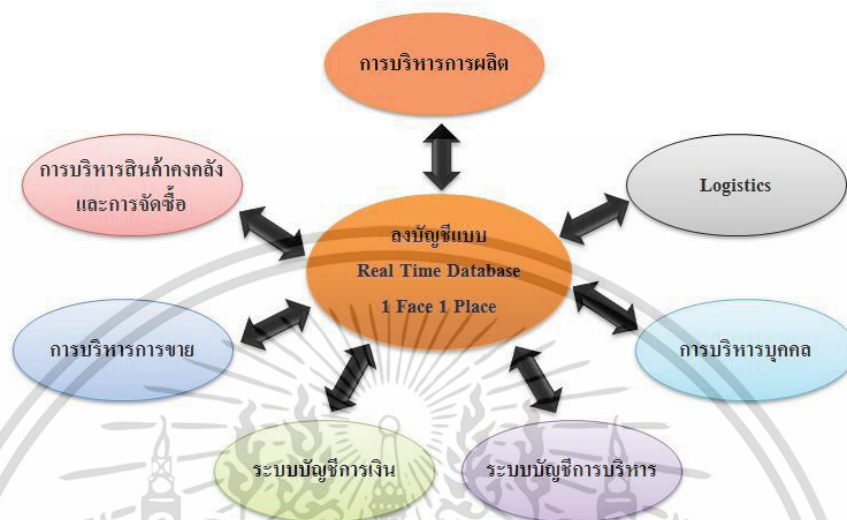 การบริหารการผลิต
การบริหารสินค้าคงคลัง
และการจัดซื้อ
Logistics
ลงบัญชีแบบ
Real Time Database
1 Face 1 Place
การบริหารการขาย
การบริหารบุคคล
ระบบบัญชีการเงิน
ระบบบัญชีการบริหาร